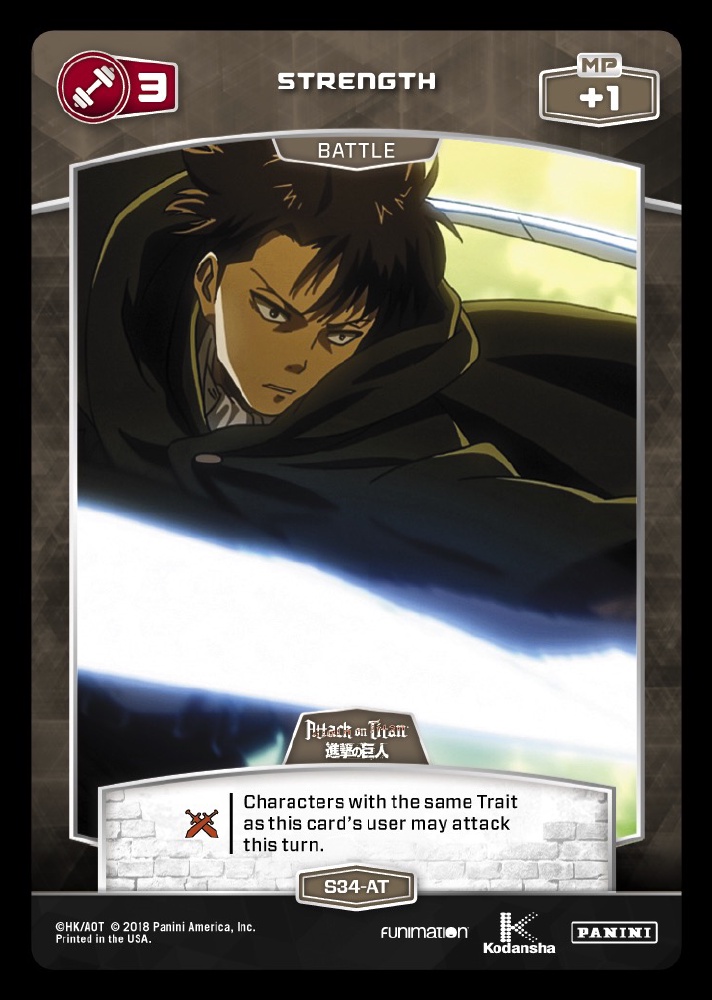 3
STRENGTH
MP
+1
BATTLE
Attack on Titan
進撃の巨人
Characters with the same Trait
as this card's user may attack
this turn.
S34-AT
©HK/AOT © 2018 Panini America, Inc.
Printed in the USA.
FUNIMATION
K
Kodansha
PANINI